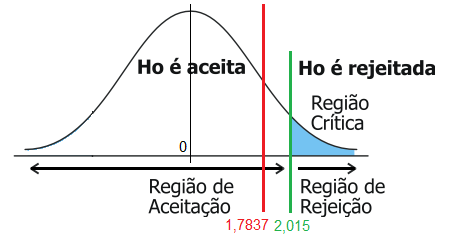 Ho é aceita
Ho é rejeitada
Região
Crítica
0
Região de
Aceitação
Região de
Rejeição
1,7837
2,015